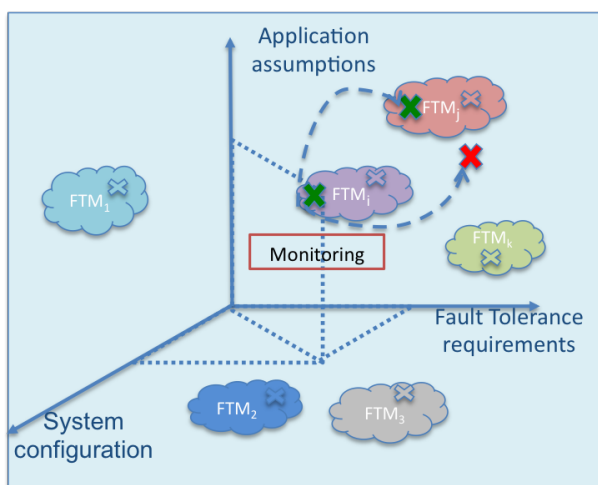 Application
assumptions
FTMj
FTM1
FTMi
FTMk
Monitoring
Fault Tolerance
requirements
FTM2
FTM3
System
configuration